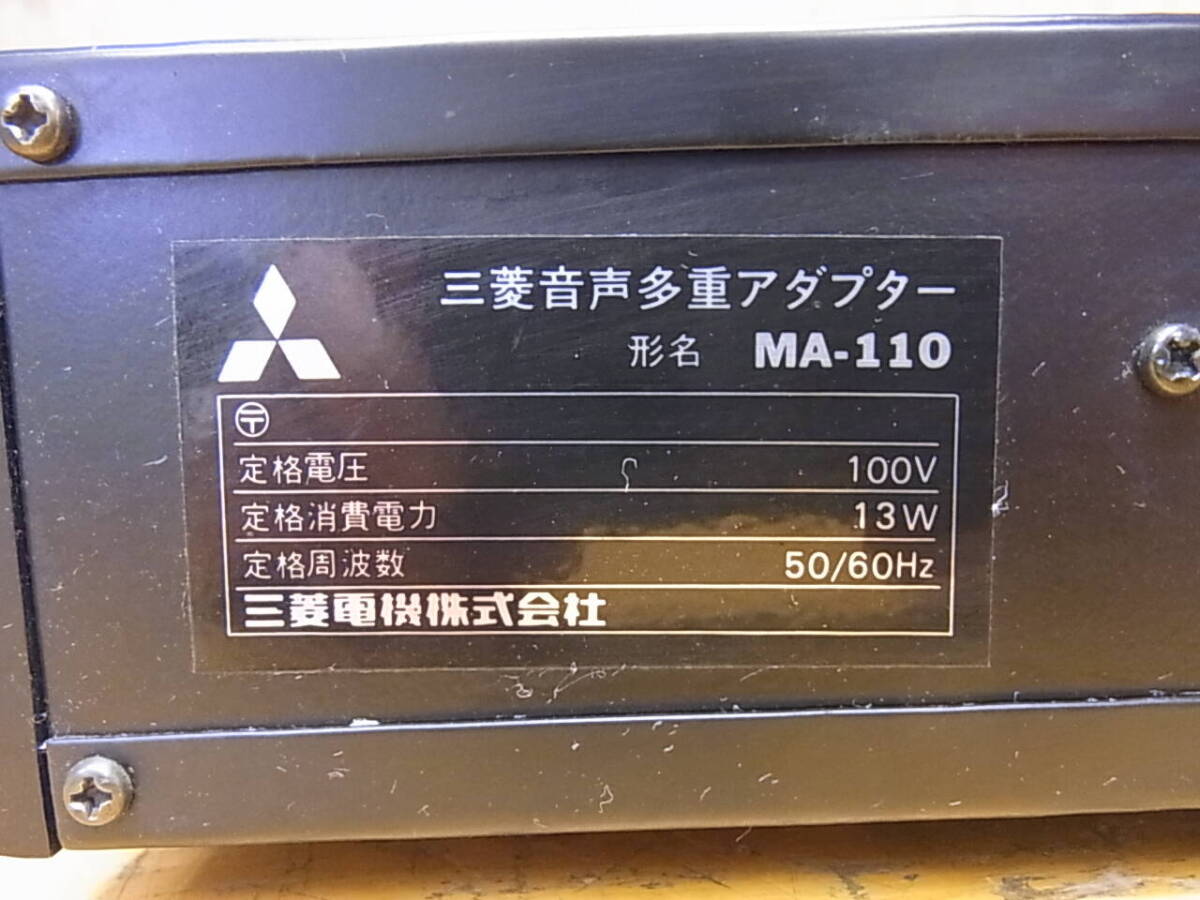 三菱音声多重アダプター
形名 MA-110
〒
定格電圧 100V
定格消費電力 13W
定格周波数 50/60Hz
三菱電機株式会社